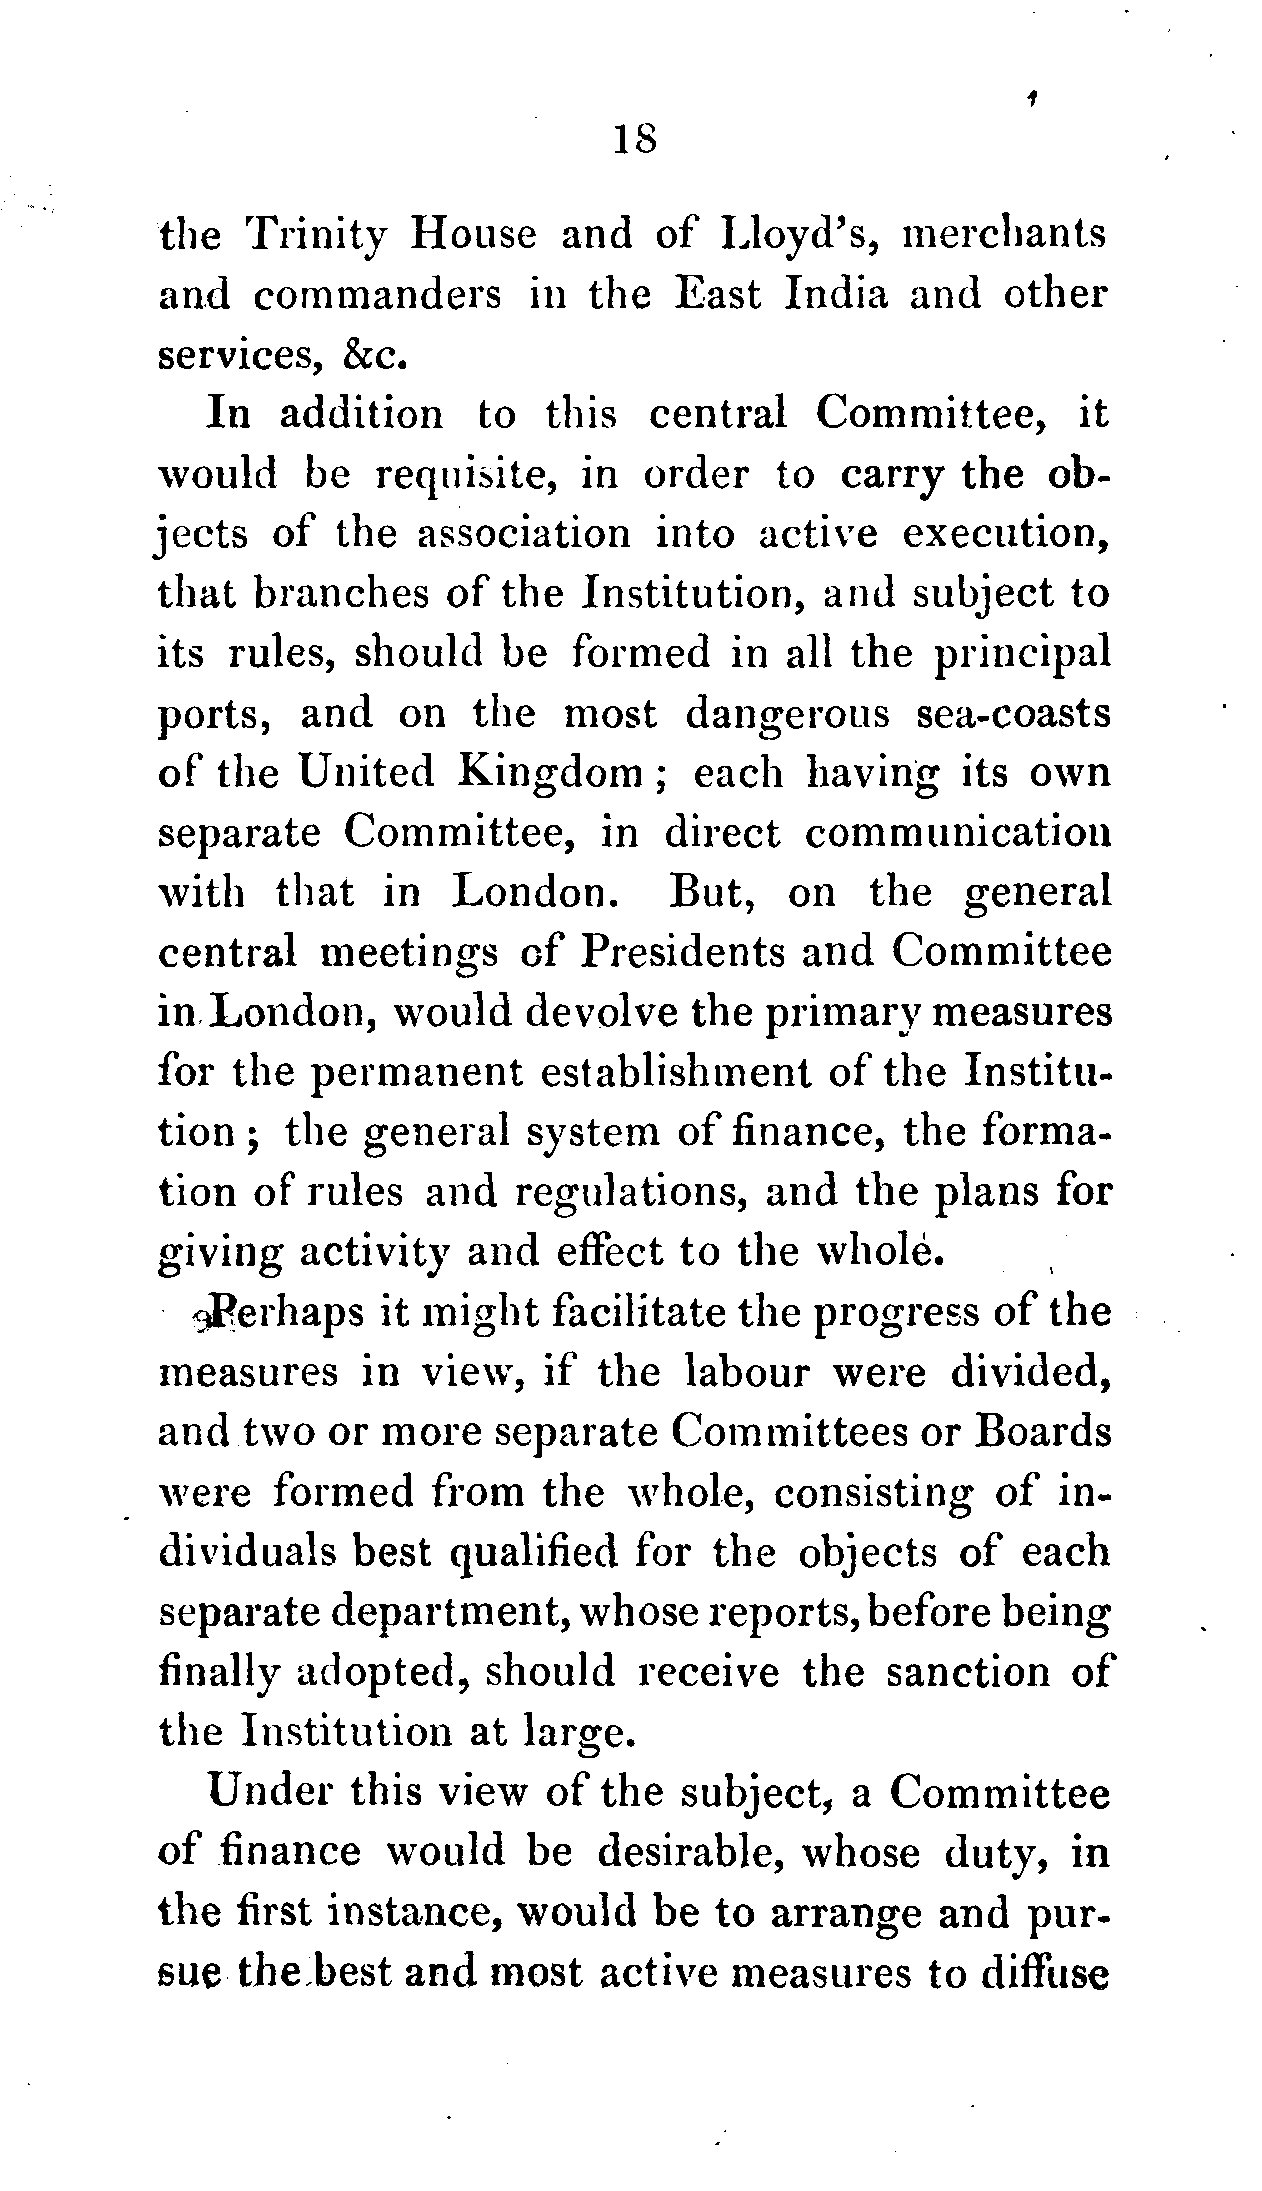 18
the Trinity House and of Lloyd's, merchants
and commanders in the East India and other
services, &c.
In addition to this central Committee, it
would be requisite, in order to carry the ob-
jects of the association into active execution,
that branches of the Institution, and subject to
its rules, should be formed in all the principal
ports, and on the most dangerous sea-coasts
of the United Kingdom ; each having its own
separate Committee, in direct communication
with that in London. But, on the general
central meetings of Presidents and Committee
in London, would devolve the primary measures
for the permanent establishment of the Institu-
tion ; the general system of finance, the forma-
tion of rules and regulations, and the plans for
giving activity and effect to the whole.
Perhaps it might facilitate the progress of the
measures in view, if the labour were divided,
and two or more separate Committees or Boards
were formed from the whole, consisting of in-
dividuals best qualified for the objects of each
separate department, whose reports, before being
finally adopted, should receive the sanction of
the Institution at large.
Under this view of the subject, a Committee
of finance would be desirable, whose duty, in
the first instance, would be to arrange and pur-
sue the best and most active measures to diffuse